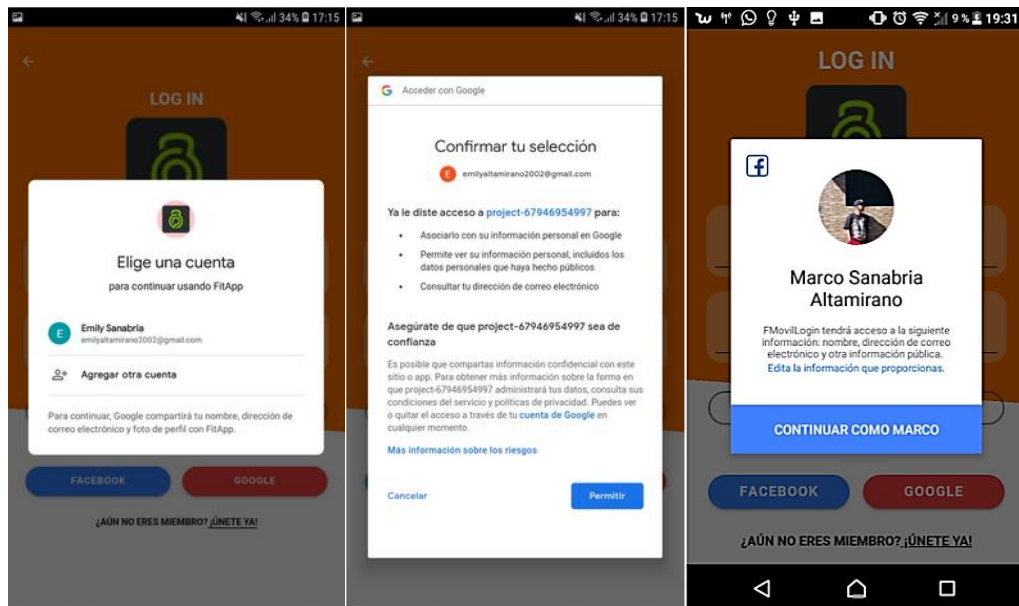 34% 17:15
LOG IN
Elige una cuenta
para continuar usando FitApp
E
Emily Sanabria
emilyaltamirano2002@gmail.com
Agregar otra cuenta
Para continuar, Google compartirá tu nombre, dirección de
correo electrónico y foto de perfil con FitApp.
FACEBOOK
GOOGLE
¿AÚN NO ERES MIEMBRO? ¡ÚNETE YA!
34% 17:15
G Acceder con Google
Confirmar tu selección
E emilyaltamirano2002@gmail.com
Ya le diste acceso a project-67946954997 para:
• Asociarlo con su información personal en Google
• Permite ver su información personal, incluidos los
datos personales que haya hecho públicos
• Consultar tu dirección de correo electrónico
Asegúrate de que project-67946954997 sea de
confianza
Es posible que compartas información confidencial con este
sitio o app. Para obtener más información sobre la forma en
que project-67946954997 administrará tus datos, consulta sus
condiciones del servicio y políticas de privacidad. Puedes ver
o quitar el acceso a través de tu cuenta de Google en
cualquier momento.
Más información sobre los riesgos
Cancelar
Permitir
9% 19:31
LOG IN
f
Marco Sanabria
Altamirano
FMovilLogin tendrá acceso a la siguiente
información: nombre, dirección de correo
electrónico y otra información pública.
Edita la información que proporcionas.
CONTINUAR COMO MARCO
FACEBOOK
GOOGLE
¿AÚN NO ERES MIEMBRO? ¡ÚNETE YA!